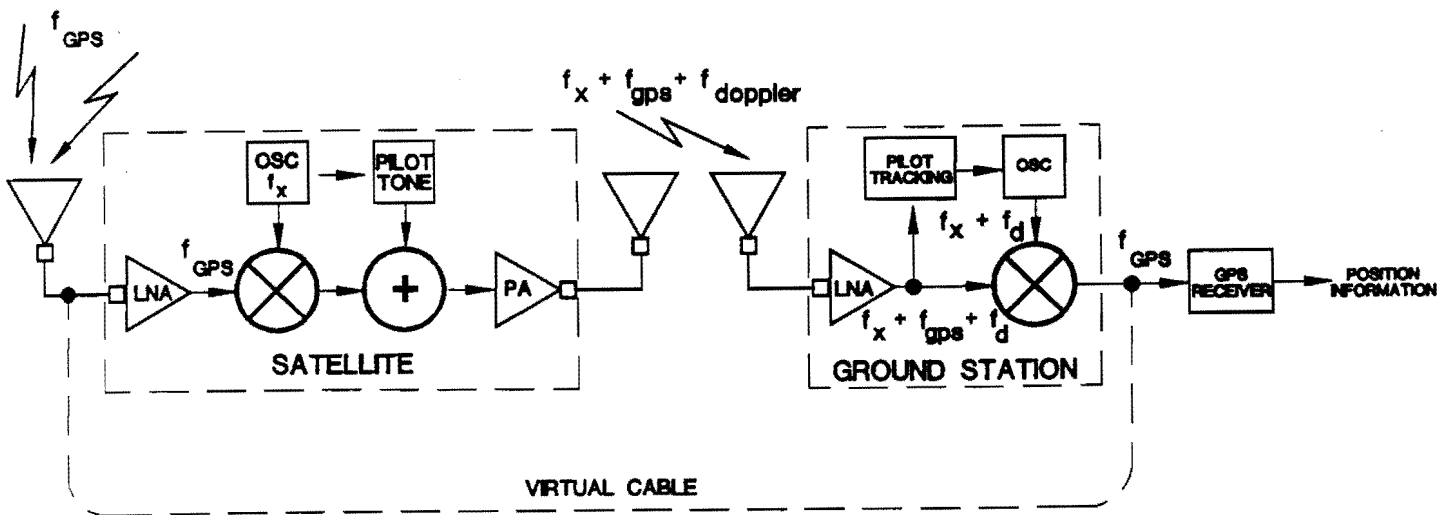 f GPS
f x + f gps + f doppler
OSC
f x
PILOT
TONE
PILOT
TRACKING
OSC
f x + f d
f GPS
f GPS
LNA
+
PA
LNA
GPS
RECEIVER
POSITION
INFORMATION
f x + f gps + f d
SATELLITE
GROUND STATION
VIRTUAL CABLE